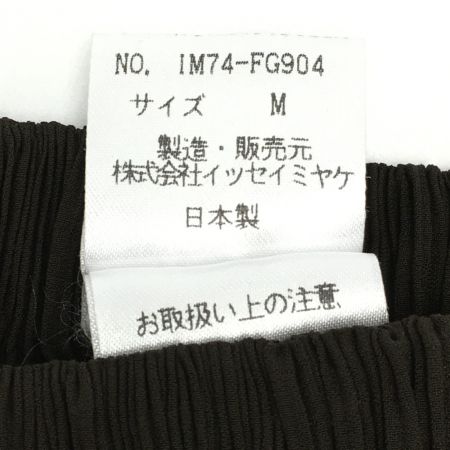 NO. IM74-FG904
サイズ M
製造・販売元
株式会社イッセイミヤケ
日本製
お取扱い上の注意